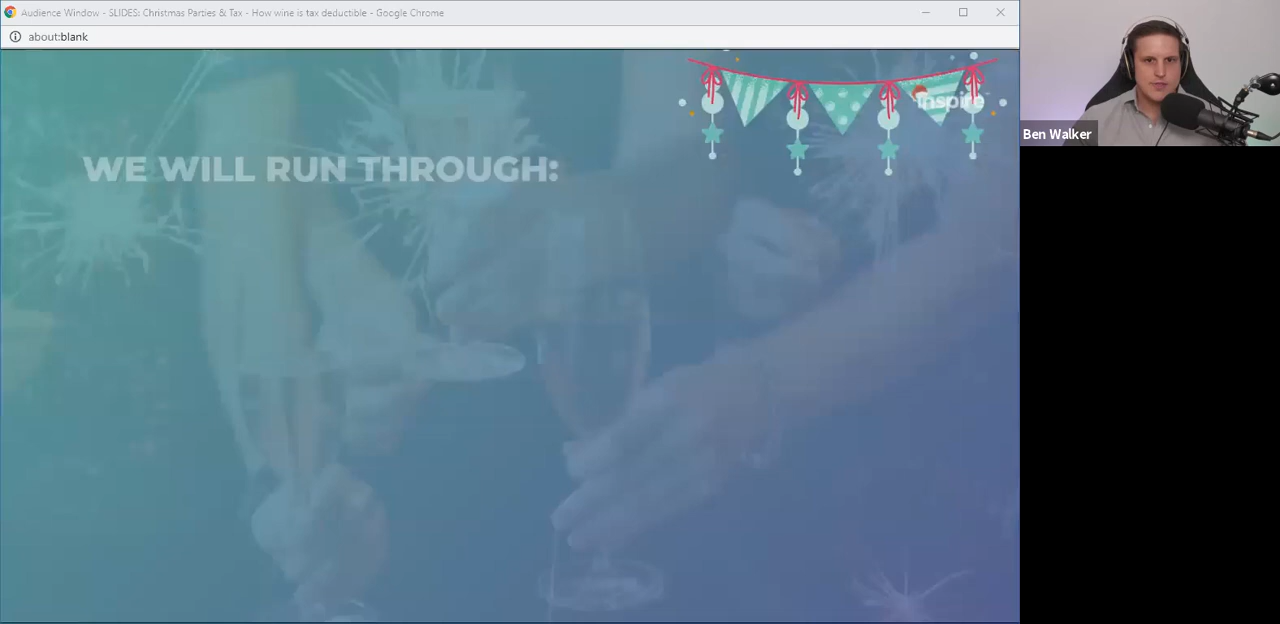 Audience Window - SLIDES: Christmas Parties & Tax - How wine is tax deductible - Google Chrome
about:blank
inspire
WE WILL RUN THROUGH:
Ben Walker